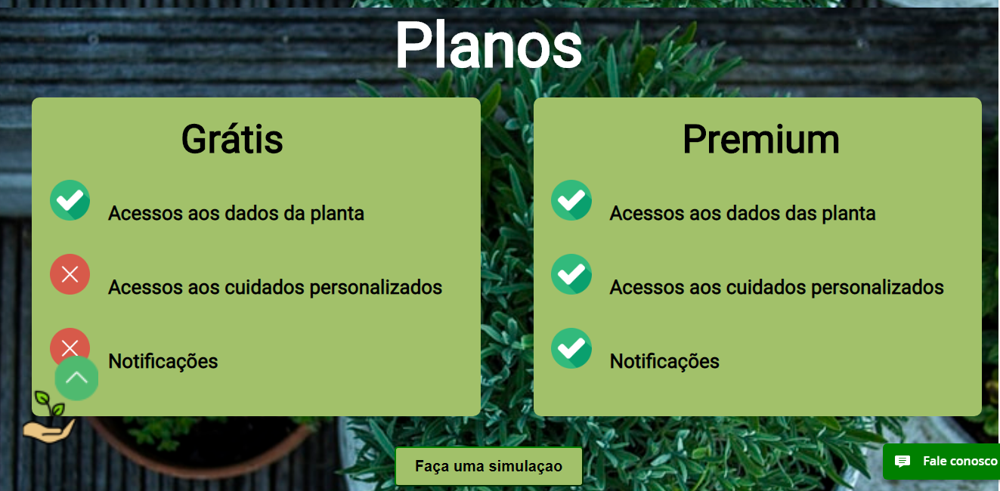 Planos
Grátis
Acessos aos dados da planta
Acessos aos cuidados personalizados
Notificações
Premium
Acessos aos dados das planta
Acessos aos cuidados personalizados
Notificações
Faça uma simulaçao
Fale conosco